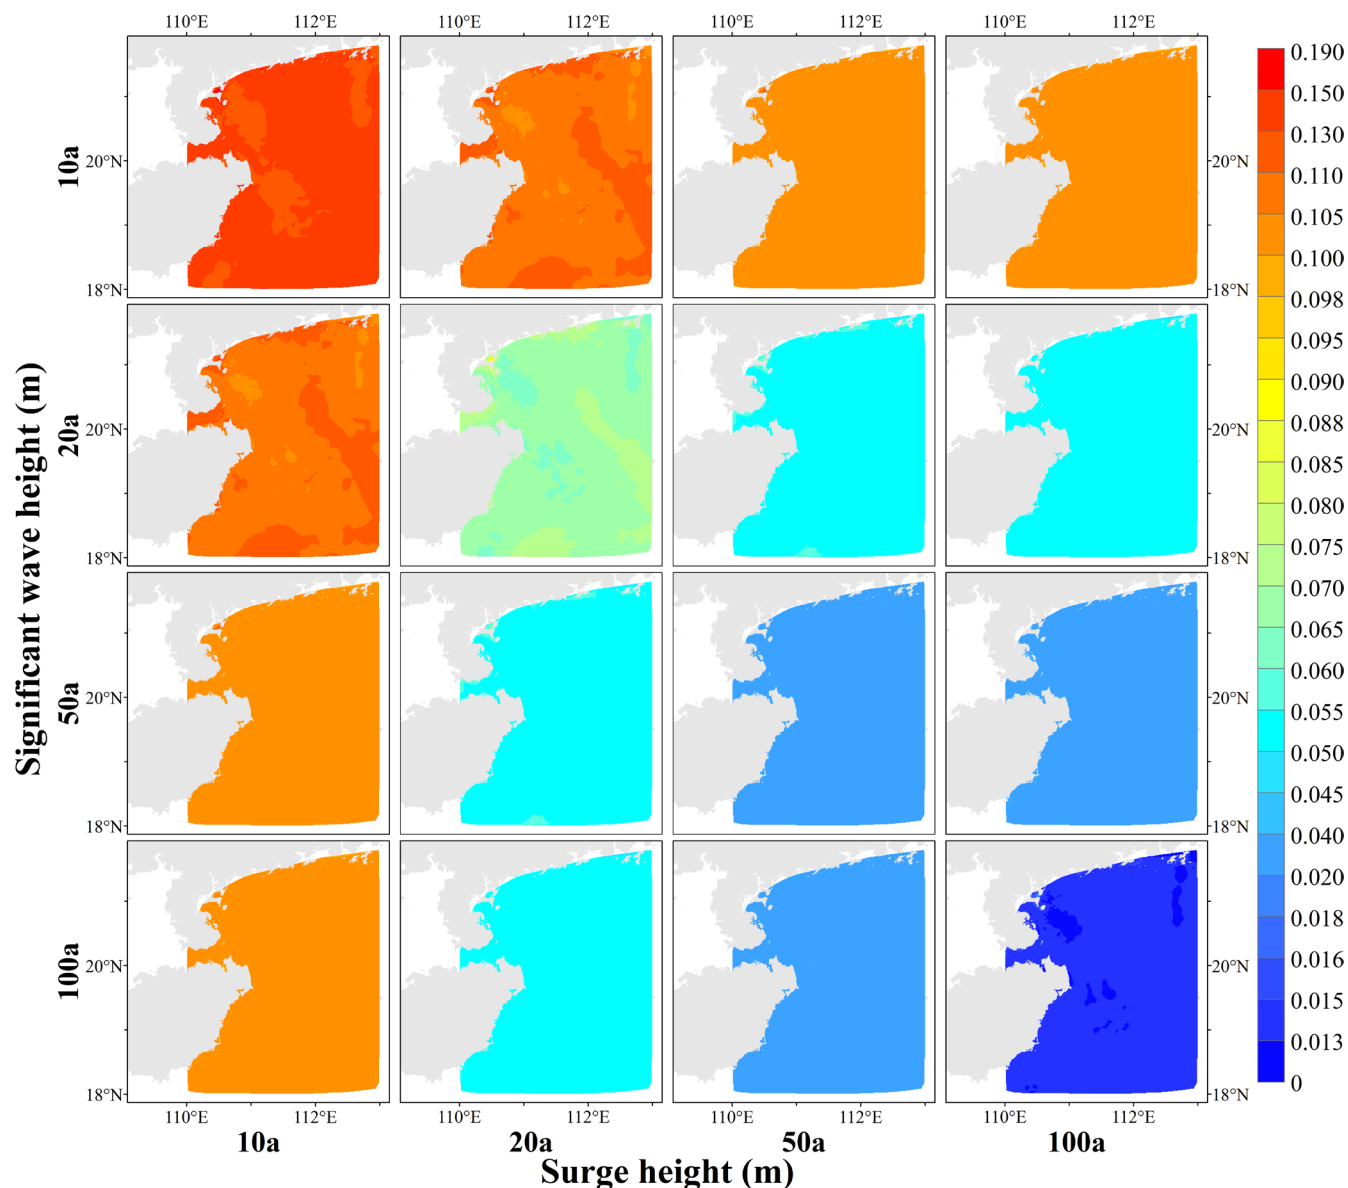 110°E 112°E 110°E 112°E 110°E 112°E 110°E 112°E
10a
20°N 20°N
18°N 18°N
20a
20°N 20°N
18°N 18°N
50a
20°N 20°N
18°N 18°N
100a
20°N 20°N
18°N 18°N
110°E 112°E 110°E 112°E 110°E 112°E 110°E 112°E
10a 20a 50a 100a
Surge height (m)
Significant wave height (m)
0.190
0.150
0.130
0.110
0.105
0.100
0.098
0.095
0.090
0.088
0.085
0.080
0.075
0.070
0.065
0.060
0.055
0.050
0.045
0.040
0.020
0.018
0.016
0.015
0.013
0